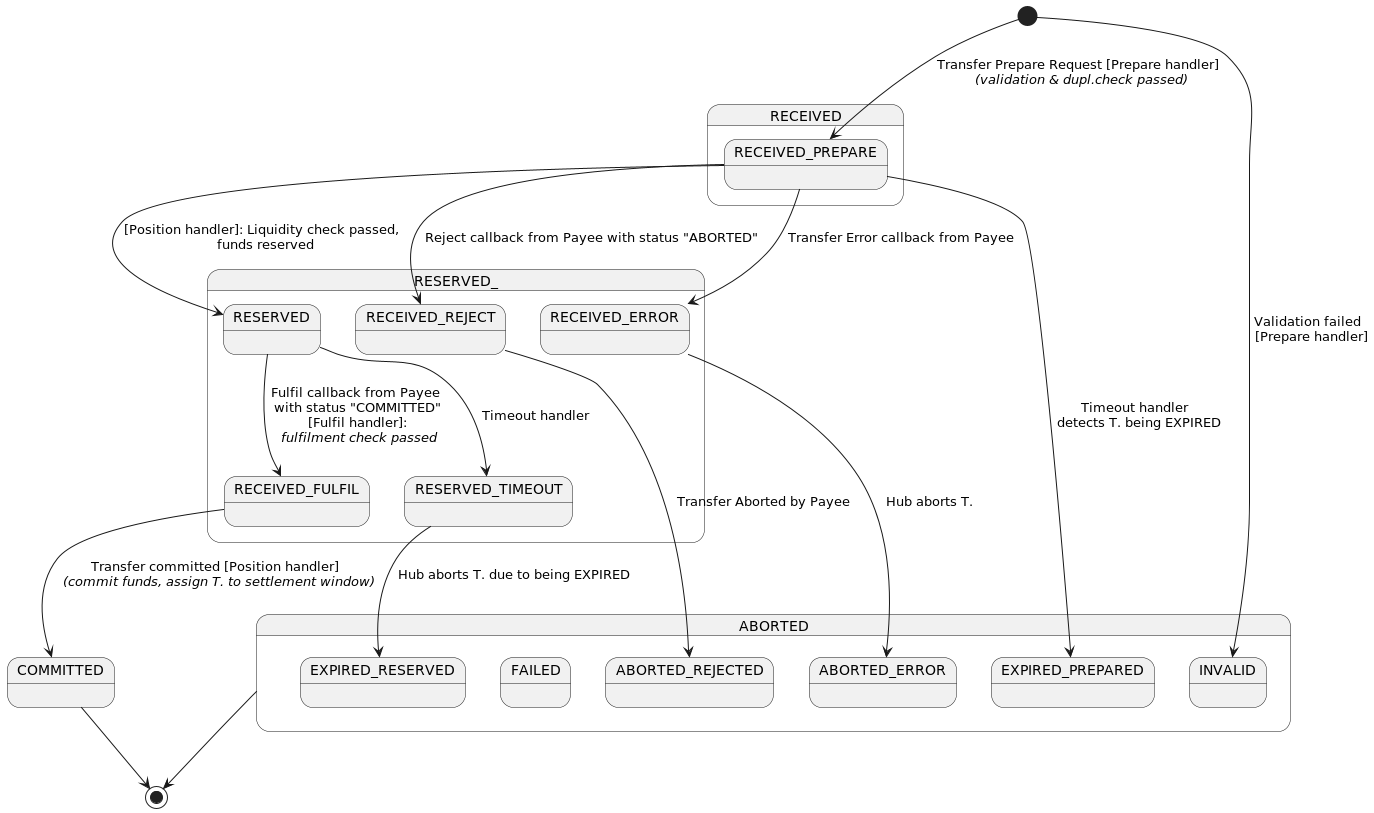 Transfer Prepare Request [Prepare handler]
(validation & dupl.check passed)
RECEIVED
RECEIVED_PREPARE
[Position handler]: Liquidity check passed,
funds reserved
Reject callback from Payee with status "ABORTED"
Transfer Error callback from Payee
RESERVED_
RESERVED
RECEIVED_REJECT
RECEIVED_ERROR
Validation failed
[Prepare handler]
Fulfil callback from Payee
with status "COMMITTED"
[Fulfil handler]:
fulfilment check passed
Timeout handler
Timeout handler
detects T. being EXPIRED
RECEIVED_FULFIL
RESERVED_TIMEOUT
Transfer Aborted by Payee
Hub aborts T.
Transfer committed [Position handler]
(commit funds, assign T. to settlement window)
Hub aborts T. due to being EXPIRED
ABORTED
COMMITTED
EXPIRED_RESERVED
FAILED
ABORTED_REJECTED
ABORTED_ERROR
EXPIRED_PREPARED
INVALID